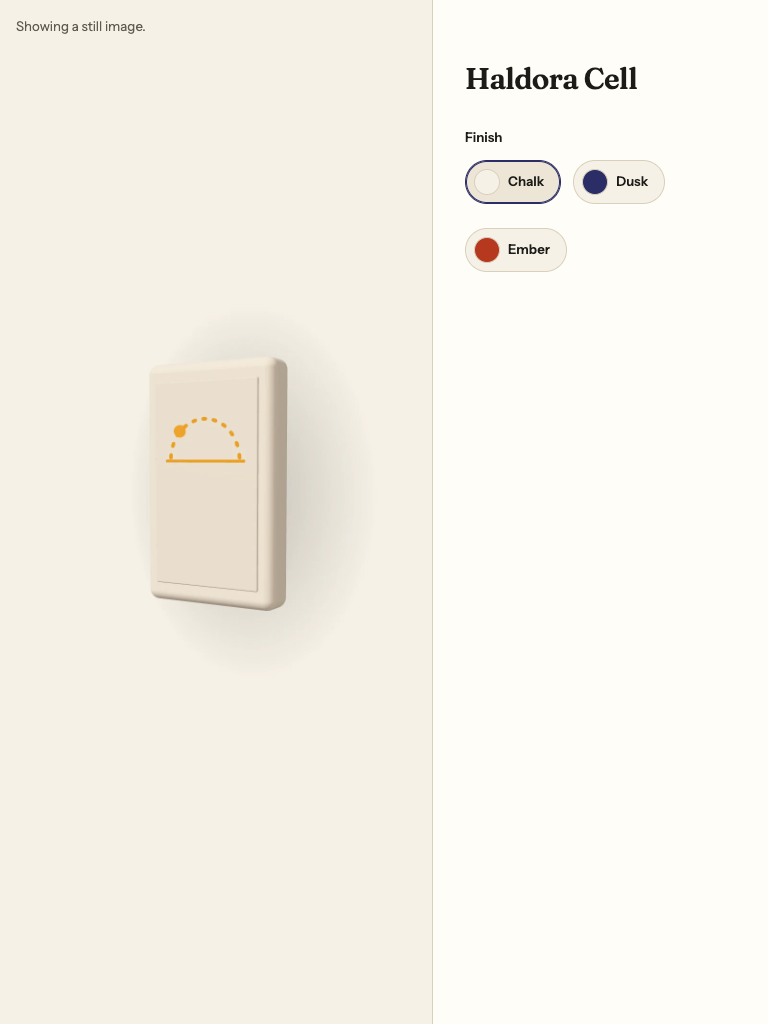 Showing a still image.
Haldora Cell
Finish
Chalk
Dusk
Ember